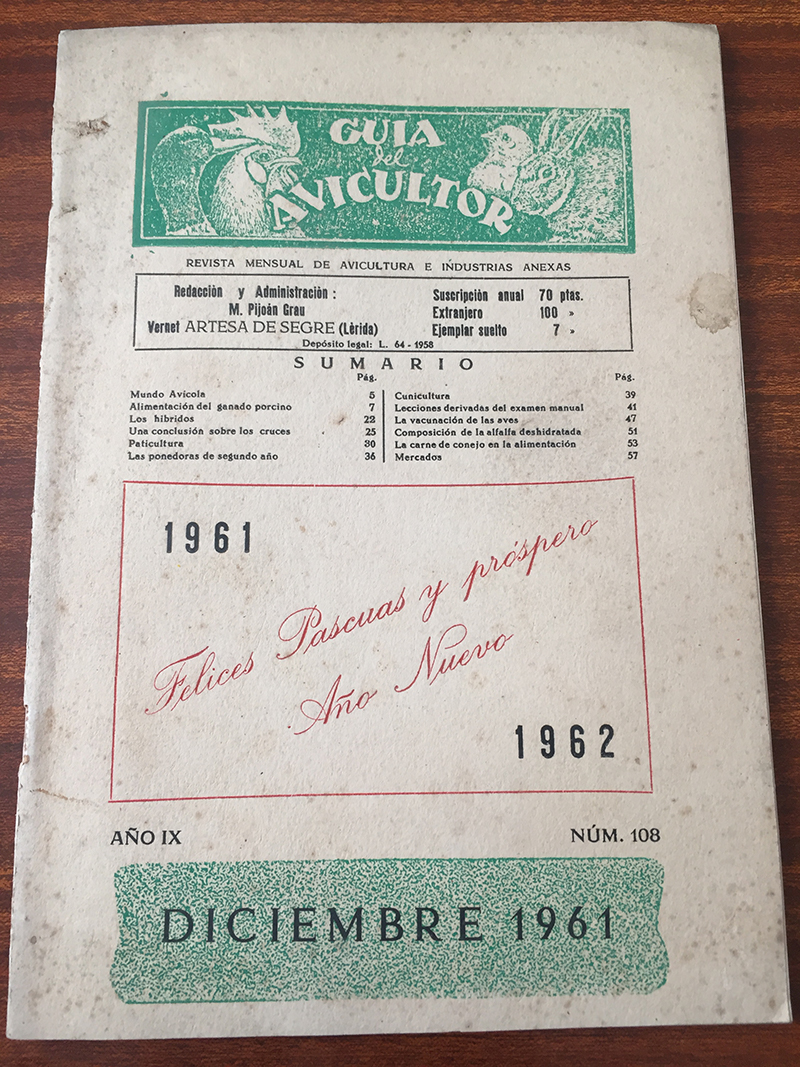 GUIA
del
AVICULTOR
REVISTA MENSUAL DE AVICULTURA E INDUSTRIAS ANEXAS
Redacciòn y Administraciòn :
M. Pijoàn Grau
Vernet ARTESA DE SEGRE (Lèrida)
Suscripciòn anual 70 ptas.
Extranjero 100 »
Ejemplar suelto 7 »
Depósito legal: L. 64 - 1958
SUMARIO
Pág.
Mundo Avícola 5
Alimentación del ganado porcino 7
Los híbridos 22
Una conclusión sobre los cruces 25
Paticultura 30
Las ponedoras de segundo año 36
Pág.
Cunicultura 39
Lecciones derivadas del examen manual 41
La vacunación de las aves 47
Composición de la alfalfa deshidratada 51
La carne de conejo en la alimentación 53
Mercados 57
1961
Felices Pascuas y próspero
Año Nuevo
1962
AÑO IX
NÚM. 108
DICIEMBRE 1961